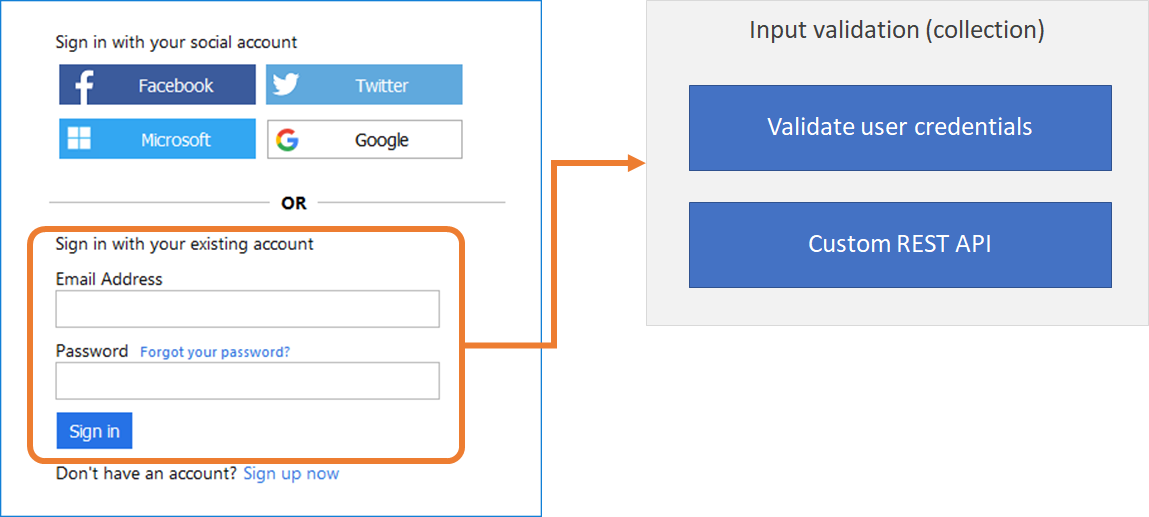 Sign in with your social account
Facebook
Twitter
Microsoft
Google
OR
Sign in with your existing account
Email Address
Password Forgot your password?
Sign in
Don't have an account? Sign up now
Input validation (collection)
Validate user credentials
Custom REST API